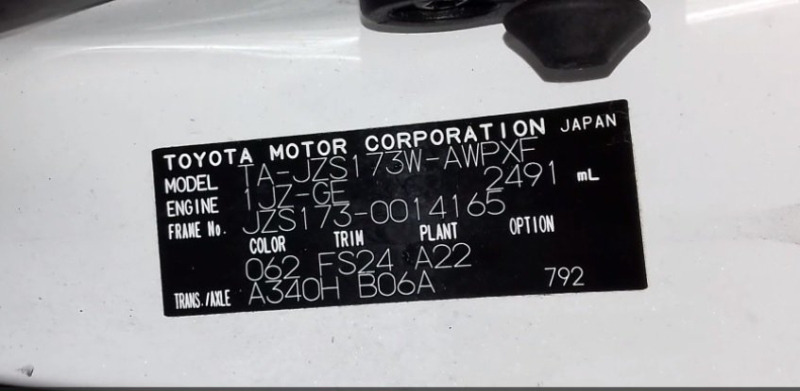 TOYOTA MOTOR CORPORATION JAPAN
MODEL TA-JZS173W-AWPXF
ENGINE 1JZ-GE 2491 mL
FRAME No. JZS173-0014165
COLOR TRIM PLANT OPTION
062 FS24 A22
TRANS./AXLE A340H B06A 792